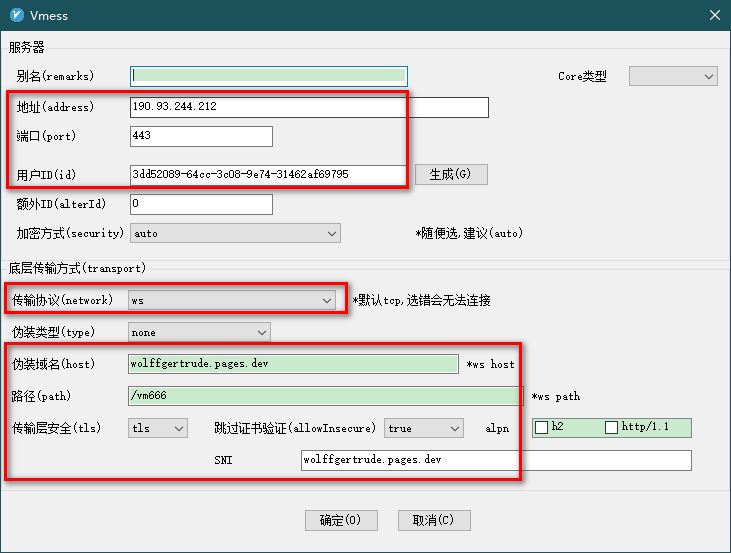 Vmess
服务器
别名(remarks) Core类型
地址(address) 190.93.244.212
端口(port) 443
用户ID(id) 3dd52089-64cc-3c08-9e74-31462af69795 生成(G)
额外ID(alterId) 0
加密方式(security) auto *随便选,建议(auto)
底层传输方式(transport)
传输协议(network) ws *默认tcp,选错会无法连接
伪装类型(type) none
伪装域名(host) wolffgertrude.pages.dev *ws host
路径(path) /vm666 *ws path
传输层安全(tls) tls 跳过证书验证(allowInsecure) true alpn h2 http/1.1
SNI wolffgertrude.pages.dev
确定(O) 取消(C)